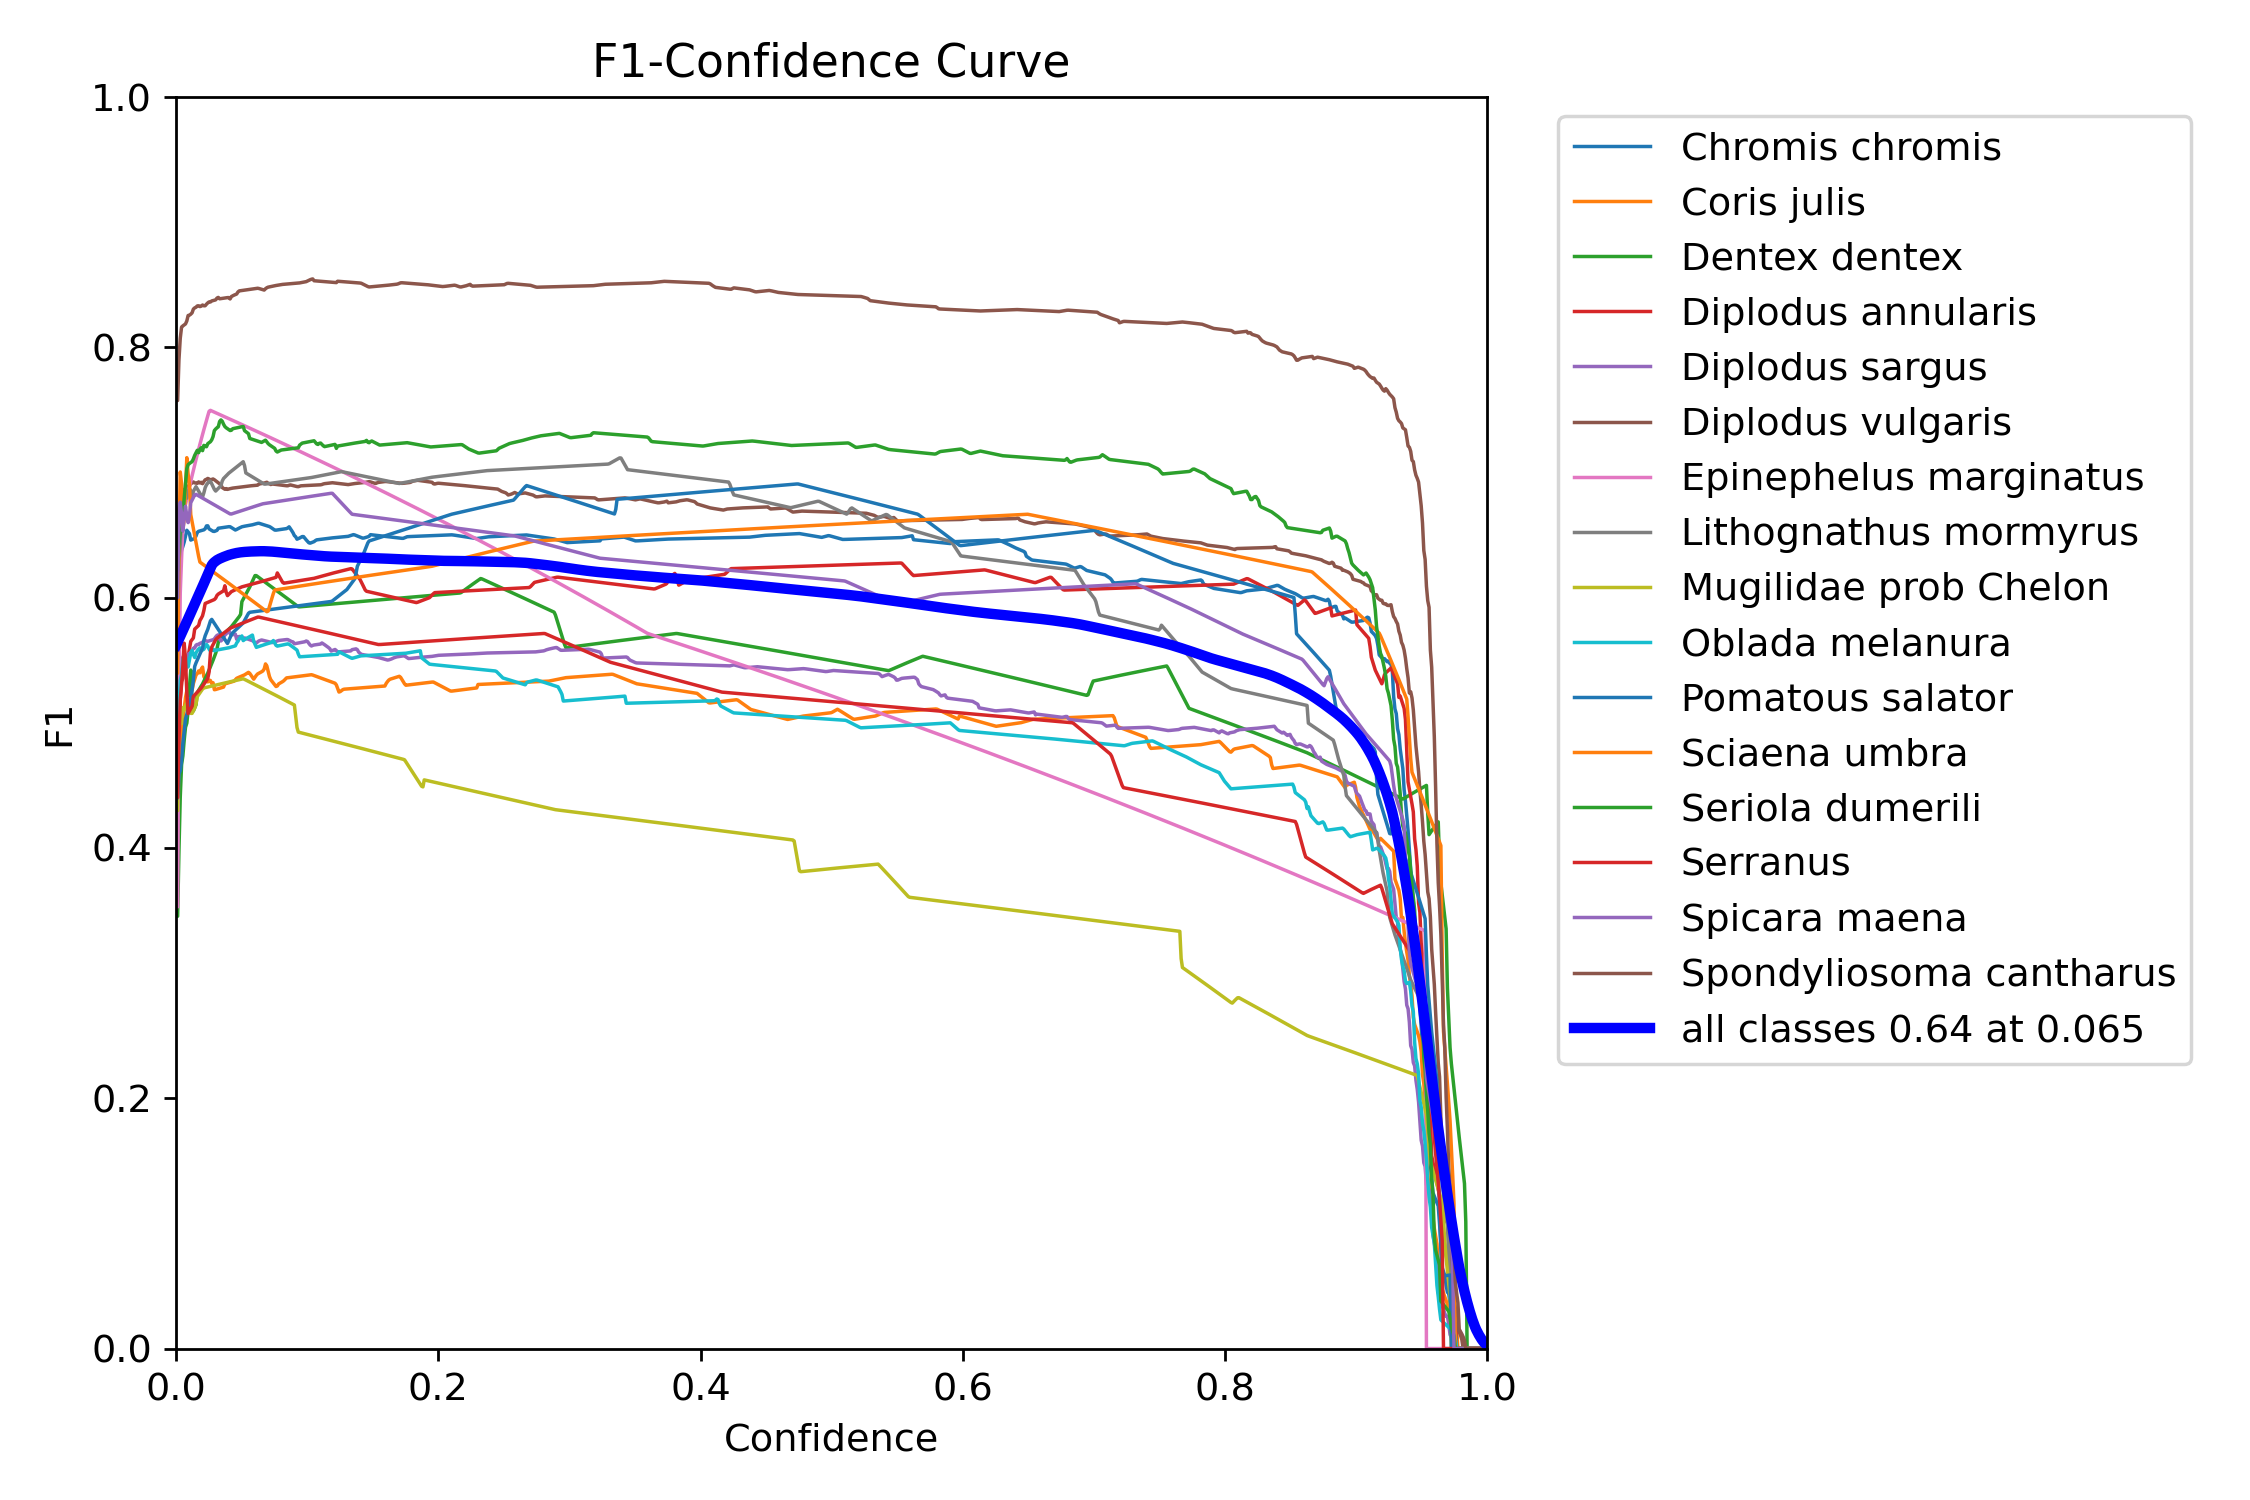 F1-Confidence Curve
1.0
0.8
0.6
0.4
0.2
0.0
F1
0.0 0.2 0.4 0.6 0.8 1.0
Confidence
Chromis chromis
Coris julis
Dentex dentex
Diplodus annularis
Diplodus sargus
Diplodus vulgaris
Epinephelus marginatus
Lithognathus mormyrus
Mugilidae prob Chelon
Oblada melanura
Pomatous salator
Sciaena umbra
Seriola dumerili
Serranus
Spicara maena
Spondyliosoma cantharus
all classes 0.64 at 0.065